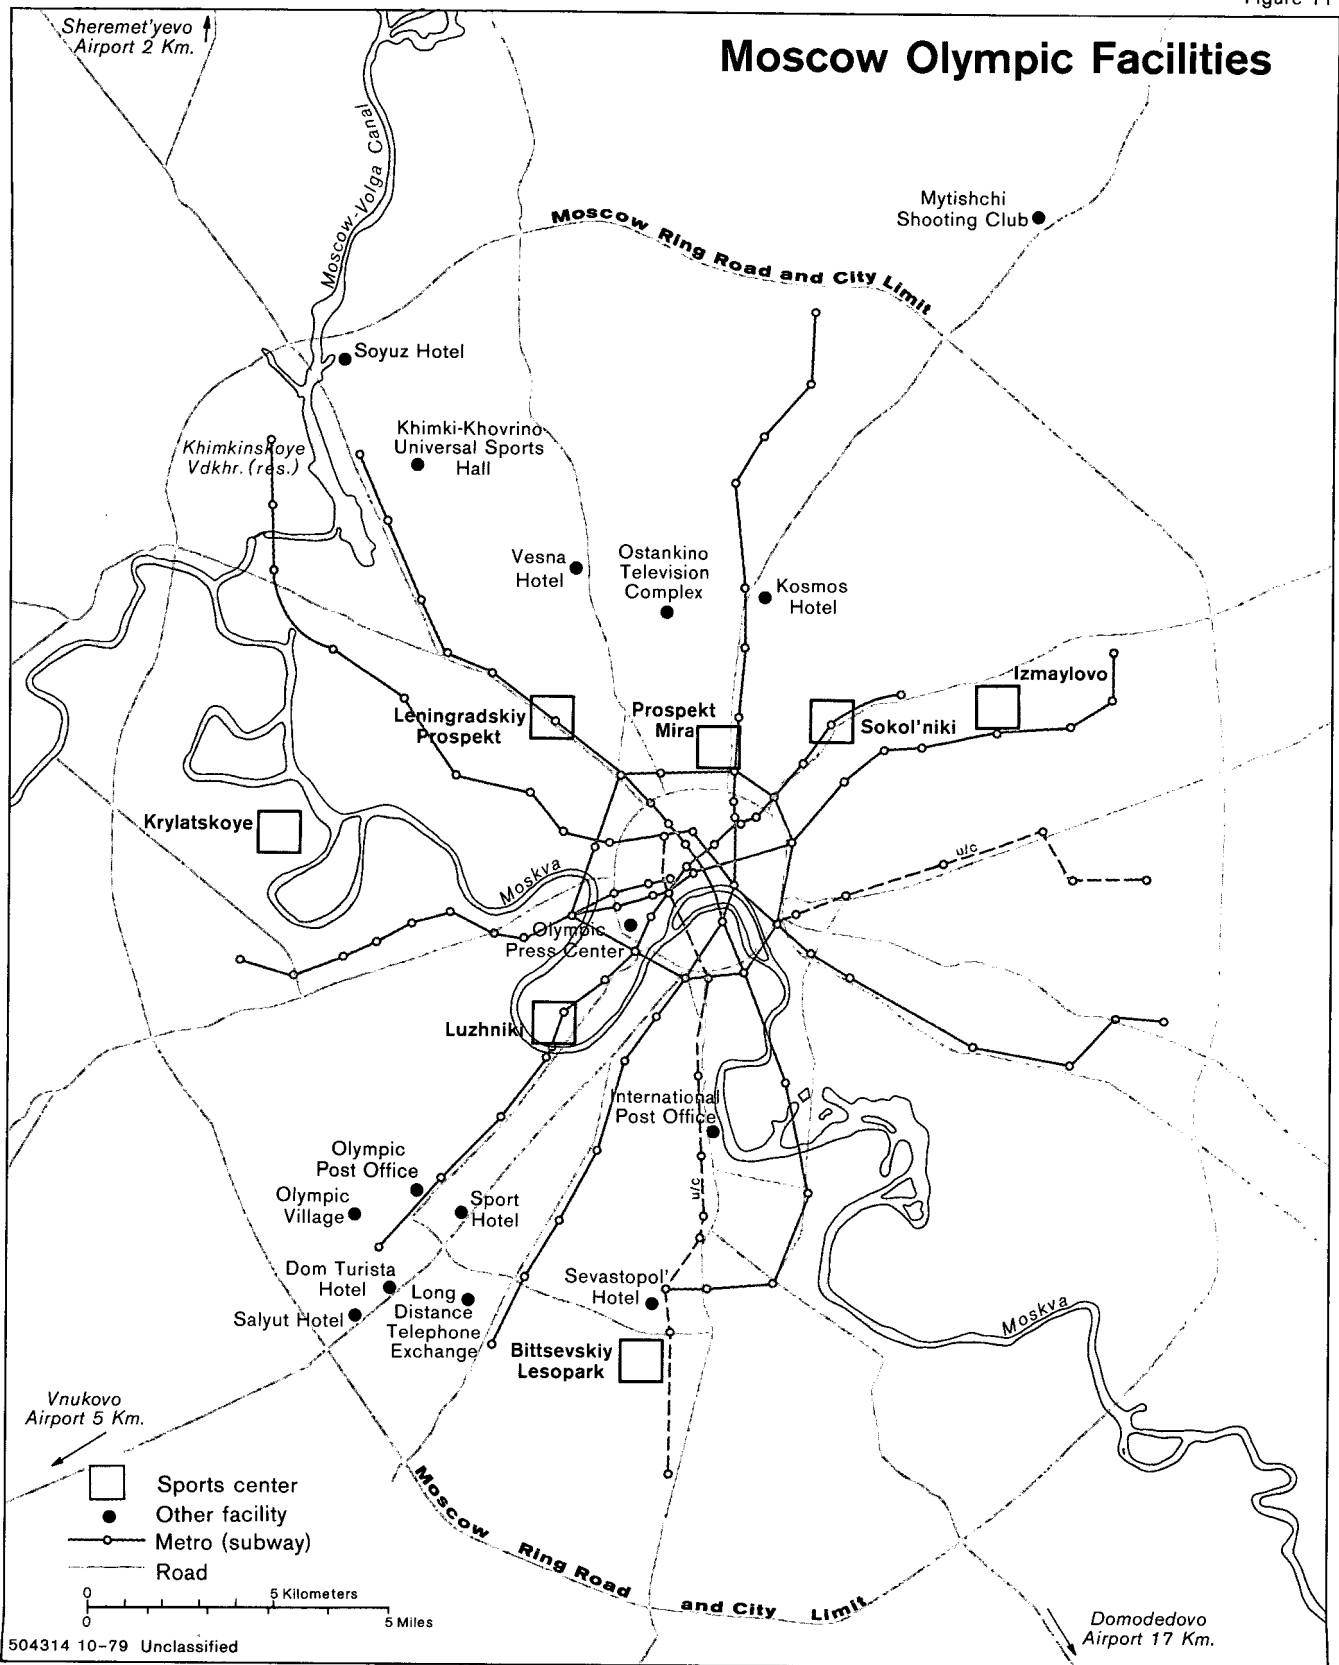 Sheremet'yevo
Airport 2 Km.
Moscow Olympic Facilities
Moscow-Volga Canal
Mytishchi
Shooting Club
Moscow Ring Road and City Limit
Soyuz Hotel
Khimkinskoye
Vdkhr. (res.)
Khimki-Khovrino
Universal Sports
Hall
Vesna
Hotel
Ostankino
Television
Complex
Kosmos
Hotel
Izmaylovo
Leningradskiy
Prospekt
Prospekt
Mira
Sokol'niki
Krylatskoye
u/c
Moskva
Olympic
Press Center
Luzhniki
International
Post Office
Olympic
Post Office
Olympic
Village
Sport
Hotel
u/c
Dom Turista
Hotel
Salyut Hotel
Long
Distance
Telephone
Exchange
Sevastopol'
Hotel
Bittsevskiy
Lesopark
Moskva
Vnukovo
Airport 5 Km.
Sports center
Other facility
Metro (subway)
Road
0 5 Kilometers
0 5 Miles
Moscow Ring Road and City Limit
Domodedovo
Airport 17 Km.
504314 10-79 Unclassified